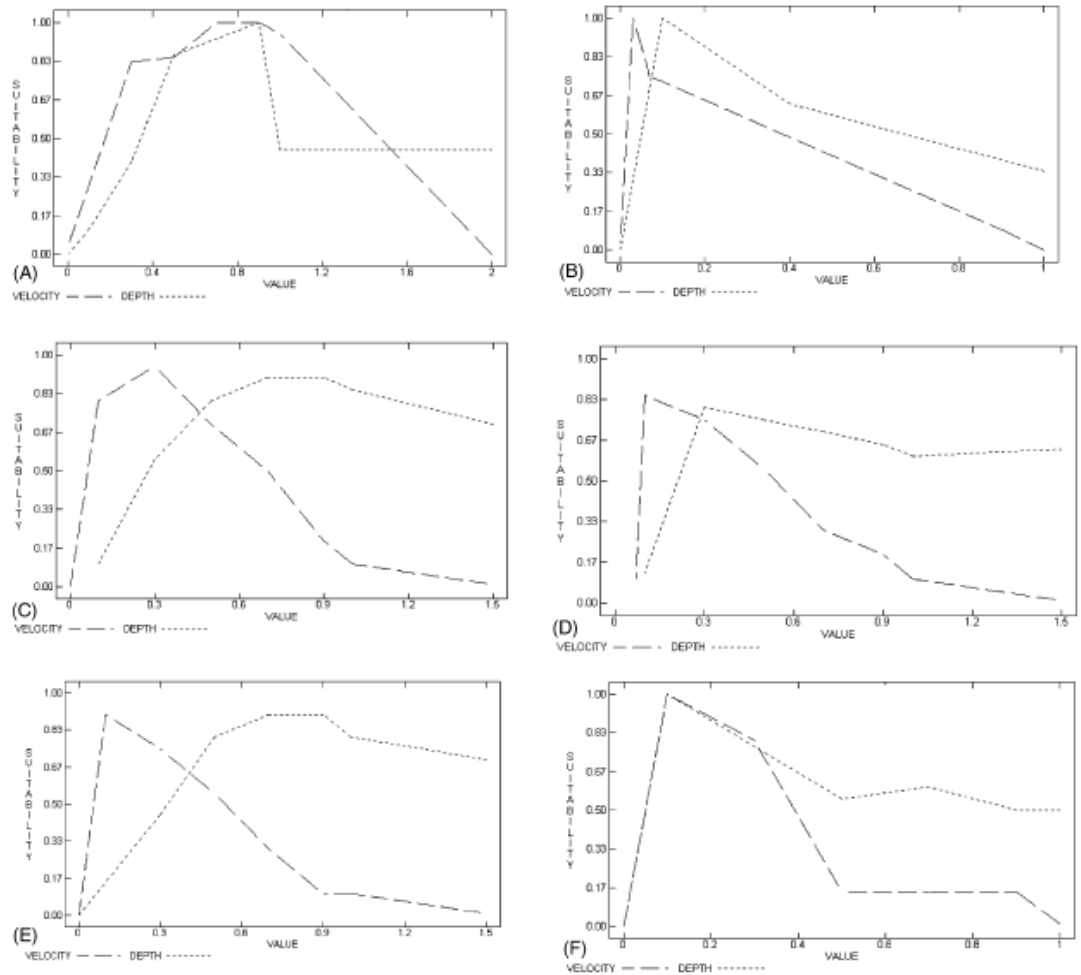 SUITABILITY
1.00
0.83
0.67
0.50
0.33
0.17
0.00
0 0.4 0.8 1.2 1.6 2
VALUE
(A)
VELOCITY DEPTH
SUITABILITY
1.00
0.83
0.67
0.50
0.33
0.17
0.00
0 0.2 0.4 0.6 0.8 1
VALUE
(B)
VELOCITY DEPTH
SUITABILITY
1.00
0.83
0.67
0.50
0.33
0.17
0.00
0 0.3 0.6 0.9 1.2 1.5
VALUE
(C)
VELOCITY DEPTH
SUITABILITY
1.00
0.83
0.67
0.50
0.33
0.17
0.00
0 0.3 0.6 0.9 1.2 1.5
VALUE
(D)
VELOCITY DEPTH
SUITABILITY
1.00
0.83
0.67
0.50
0.33
0.17
0.00
0 0.3 0.6 0.9 1.2 1.5
VALUE
(E)
VELOCITY DEPTH
SUITABILITY
1.00
0.83
0.67
0.50
0.33
0.17
0.00
0 0.2 0.4 0.6 0.8 1
VALUE
(F)
VELOCITY DEPTH